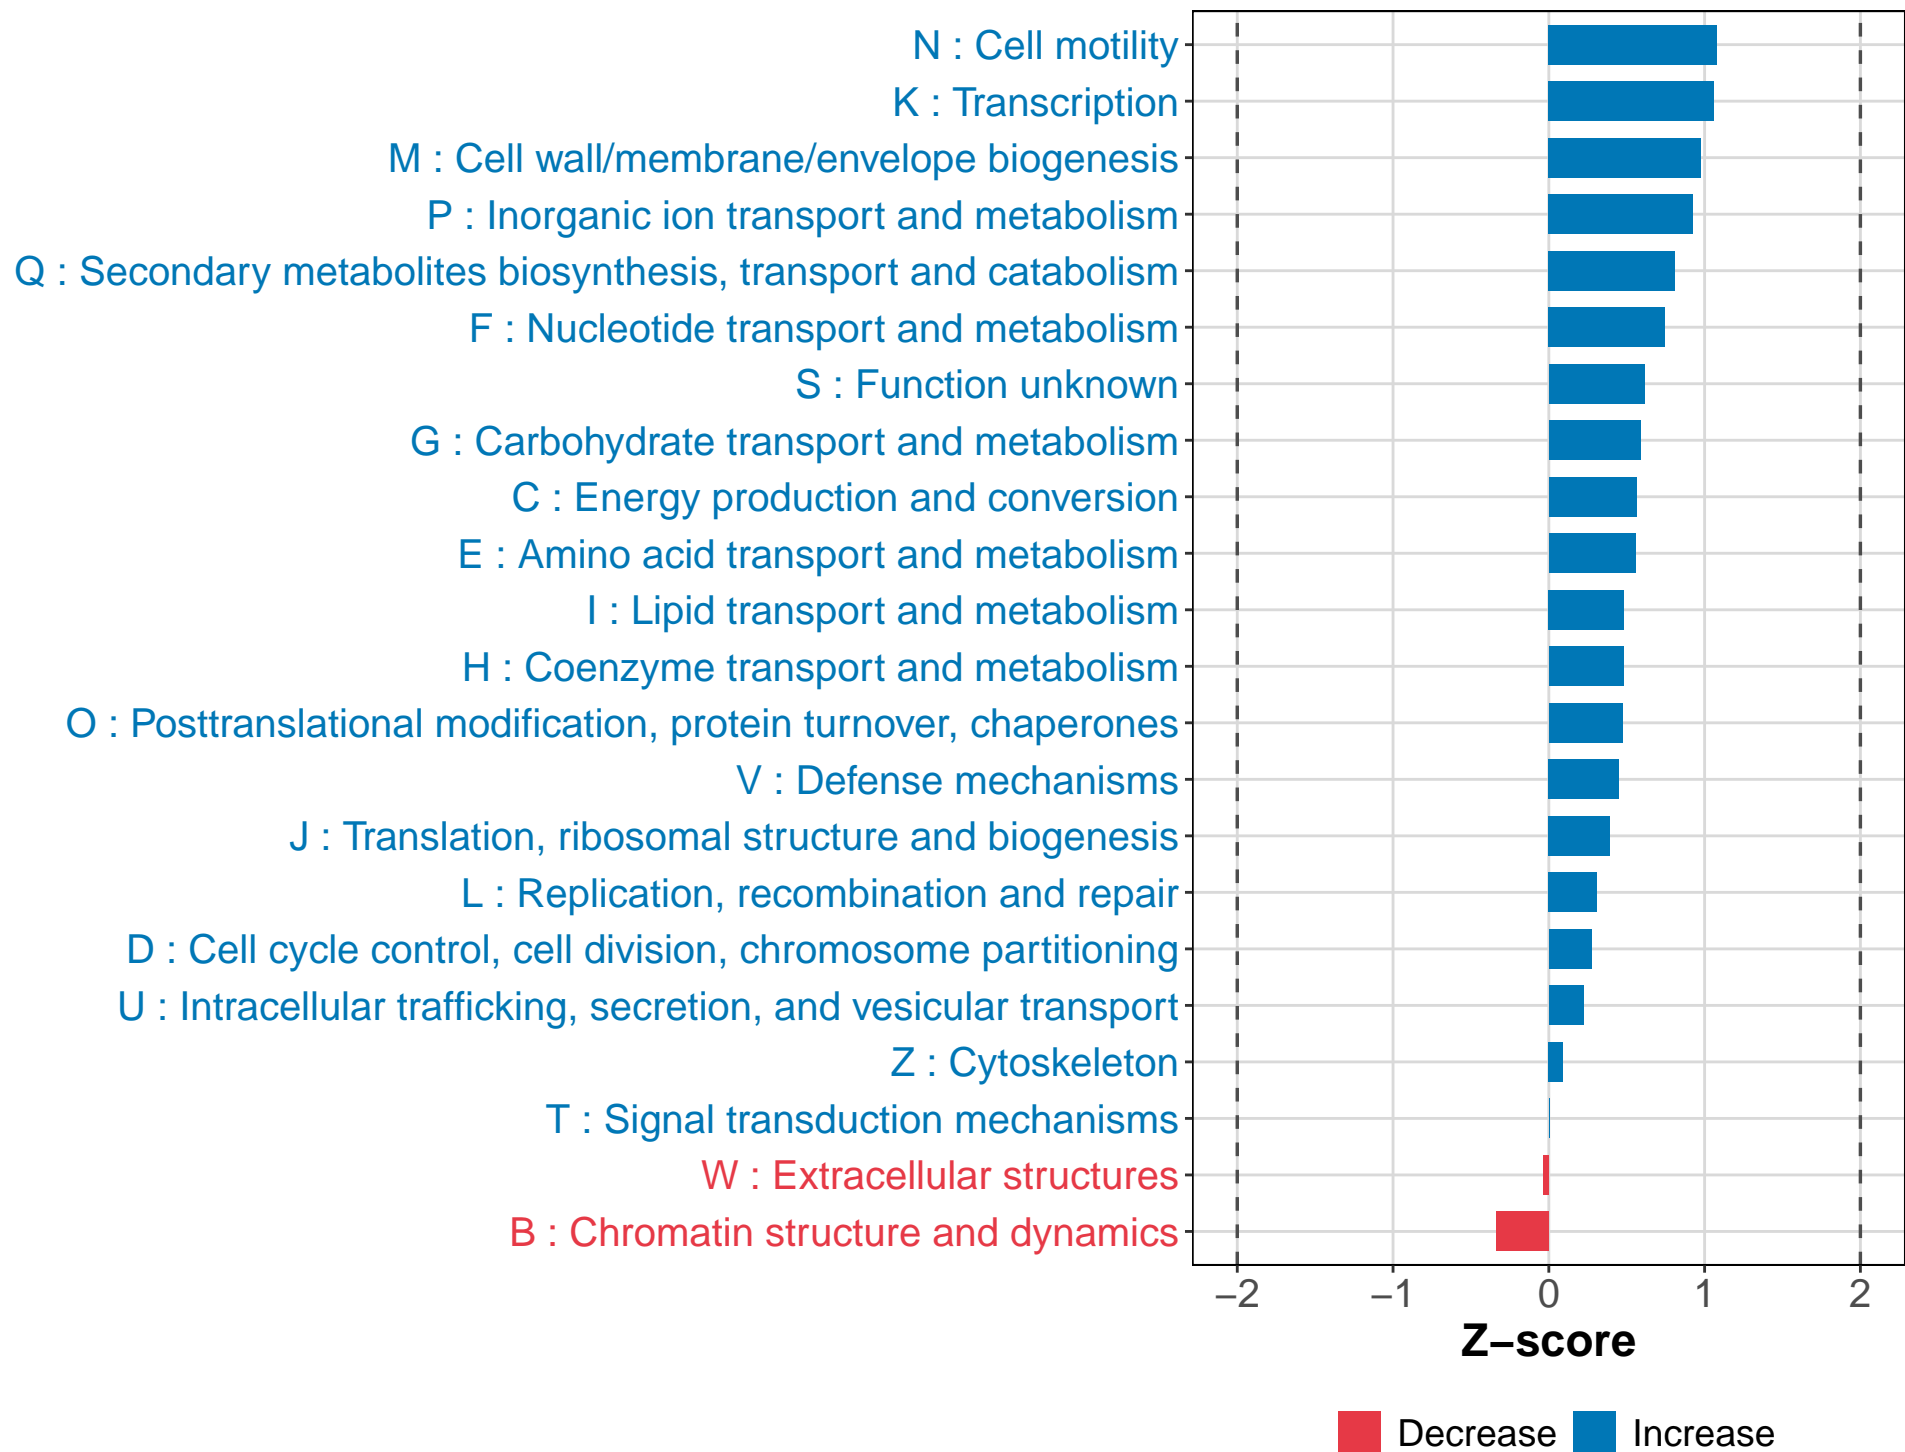 N : Cell motility
K : Transcription
M : Cell wall/membrane/envelope biogenesis
P : Inorganic ion transport and metabolism
Q : Secondary metabolites biosynthesis, transport and catabolism
F : Nucleotide transport and metabolism
S : Function unknown
G : Carbohydrate transport and metabolism
C : Energy production and conversion
E : Amino acid transport and metabolism
I : Lipid transport and metabolism
H : Coenzyme transport and metabolism
O : Posttranslational modification, protein turnover, chaperones
V : Defense mechanisms
J : Translation, ribosomal structure and biogenesis
L : Replication, recombination and repair
D : Cell cycle control, cell division, chromosome partitioning
U : Intracellular trafficking, secretion, and vesicular transport
Z : Cytoskeleton
T : Signal transduction mechanisms
W : Extracellular structures
B : Chromatin structure and dynamics
−2 −1 0 1 2
Z−score
Decrease Increase